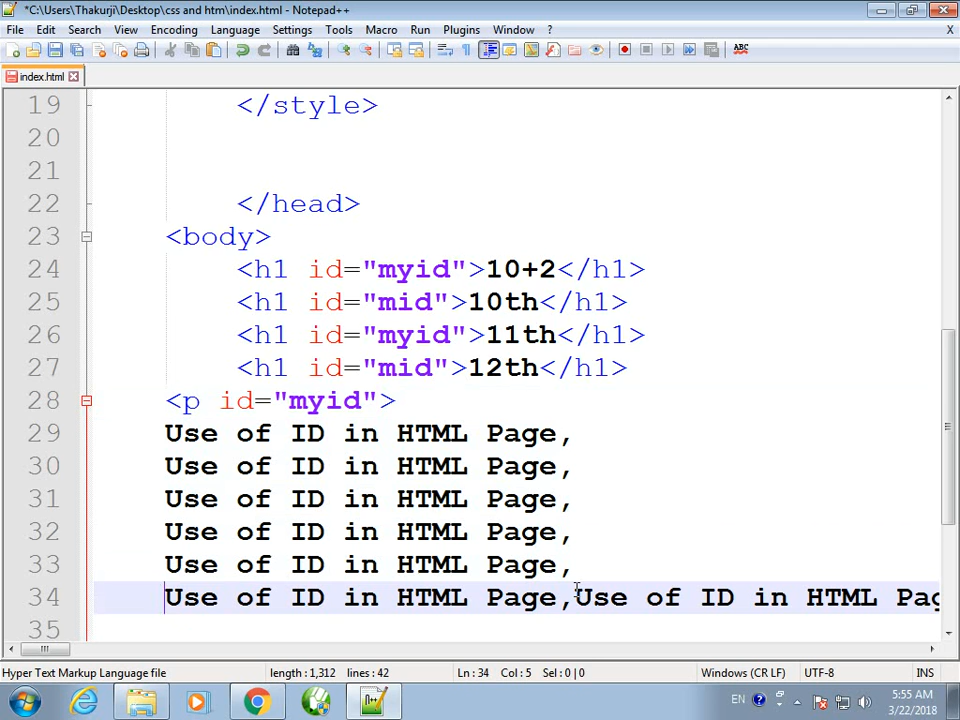 *C:\Users\Thakurji\Desktop\css and htm\index.html - Notepad++
File Edit Search View Encoding Language Settings Tools Macro Run Plugins Window ? X
ABC
index.html
19 </style>
20
21
22 </head>
23 <body>
24 <h1 id="myid">10+2</h1>
25 <h1 id="mid">10th</h1>
26 <h1 id="myid">11th</h1>
27 <h1 id="mid">12th</h1>
28 <p id="myid">
29 Use of ID in HTML Page,
30 Use of ID in HTML Page,
31 Use of ID in HTML Page,
32 Use of ID in HTML Page,
33 Use of ID in HTML Page,
34 Use of ID in HTML Page,Use of ID in HTML Pag
35
Hyper Text Markup Language file length : 1,312 lines : 42 Ln : 34 Col : 5 Sel : 0 | 0 Windows (CR LF) UTF-8 INS
EN 5:55 AM
3/22/2018